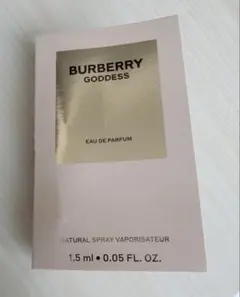 BURBERRY
GODDESS
EAU DE PARFUM
NATURAL SPRAY VAPORISATEUR
1.5 ml • 0.05 FL. OZ.